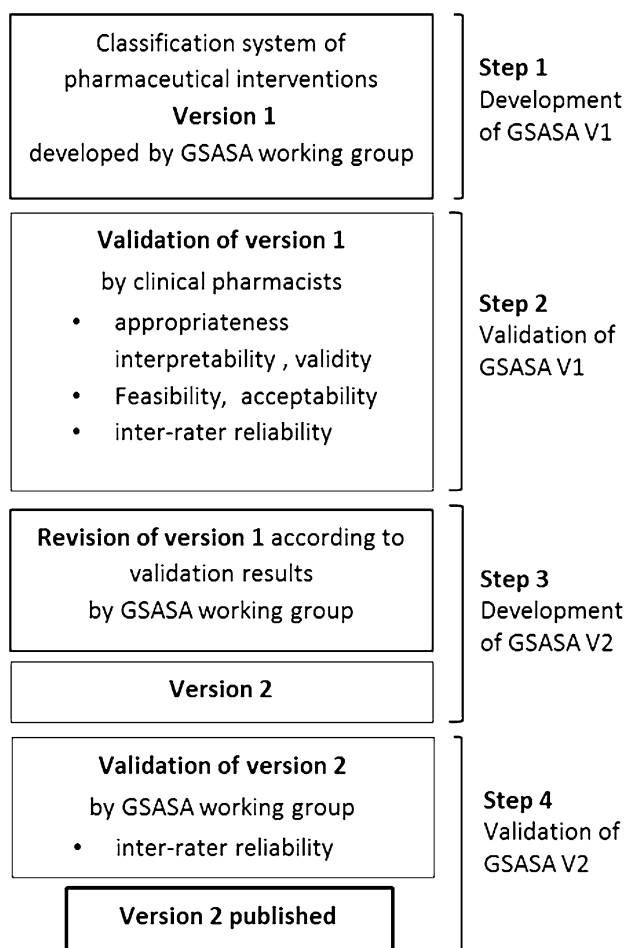 Classification system of
pharmaceutical interventions
Version 1
developed by GSASA working group
Step 1
Development
of GSASA V1
Validation of version 1
by clinical pharmacists
• appropriateness
interpretability , validity
• Feasibility, acceptability
• inter-rater reliability
Step 2
Validation of
GSASA V1
Revision of version 1 according to
validation results
by GSASA working group
Version 2
Step 3
Development
of GSASA V2
Validation of version 2
by GSASA working group
• inter-rater reliability
Version 2 published
Step 4
Validation of
GSASA V2